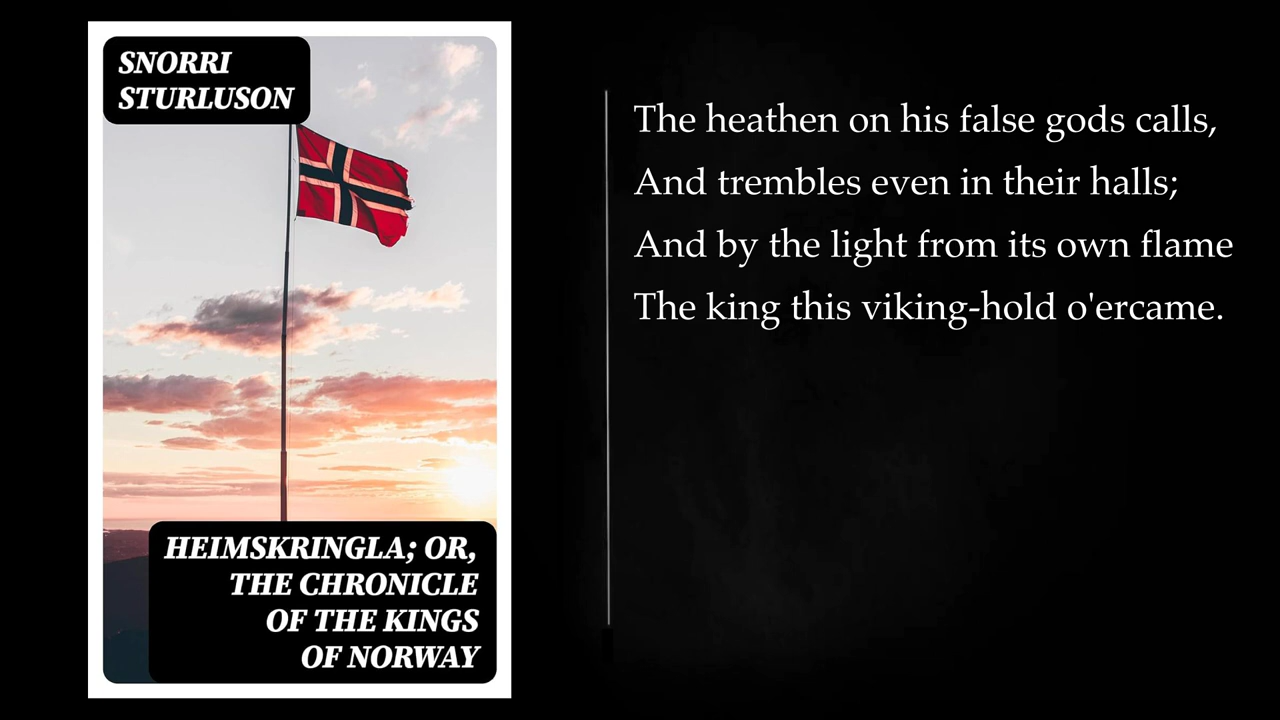 SNORRI
STURLUSON
HEIMSKRINGLA; OR,
THE CHRONICLE
OF THE KINGS
OF NORWAY
The heathen on his false gods calls,
And trembles even in their halls;
And by the light from its own flame
The king this viking-hold o'ercame.